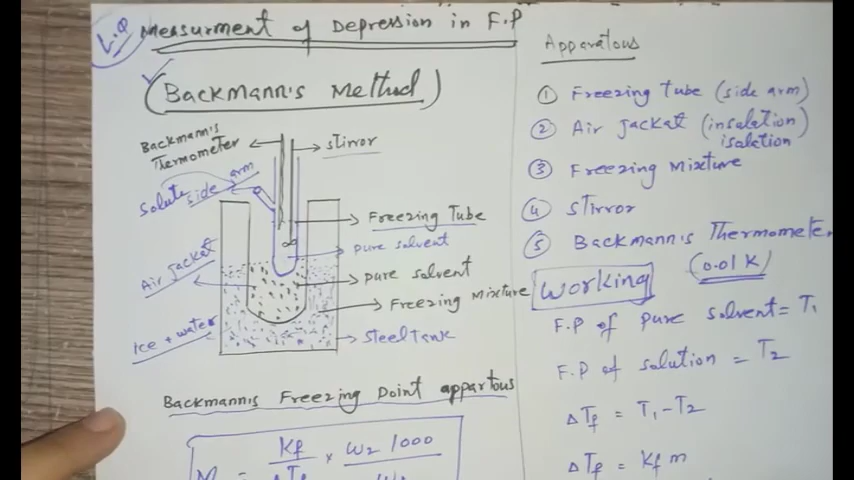 L.Q Measurment of Depression in F.P
(Backmann's Method)
Backmann's
Thermometer
stirror
Solute side arm
Freezing Tube
pure solvent
Air jacket
pure solvent
Freezing Mixture
Ice + water
Steel Tank
Backmann's Freezing Point appartous
Kf × w2 1000
ΔTf
Apparatous
① Freezing tube (side arm)
② Air jacket (insulation)
isolation
③ Freezing Mixture
④ Stirror
⑤ Backmann's Thermometer
(0.01K)
Working
F.P of pure solvent = T1
F.P of solution = T2
ΔTf = T1 - T2
ΔTf = Kf m